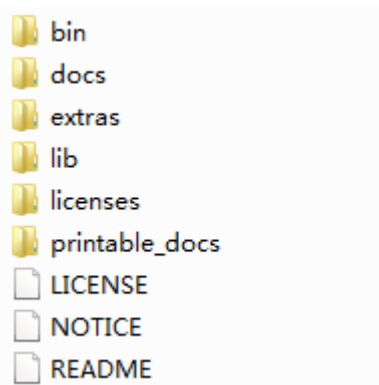 bin
docs
extras
lib
licenses
printable_docs
LICENSE
NOTICE
README